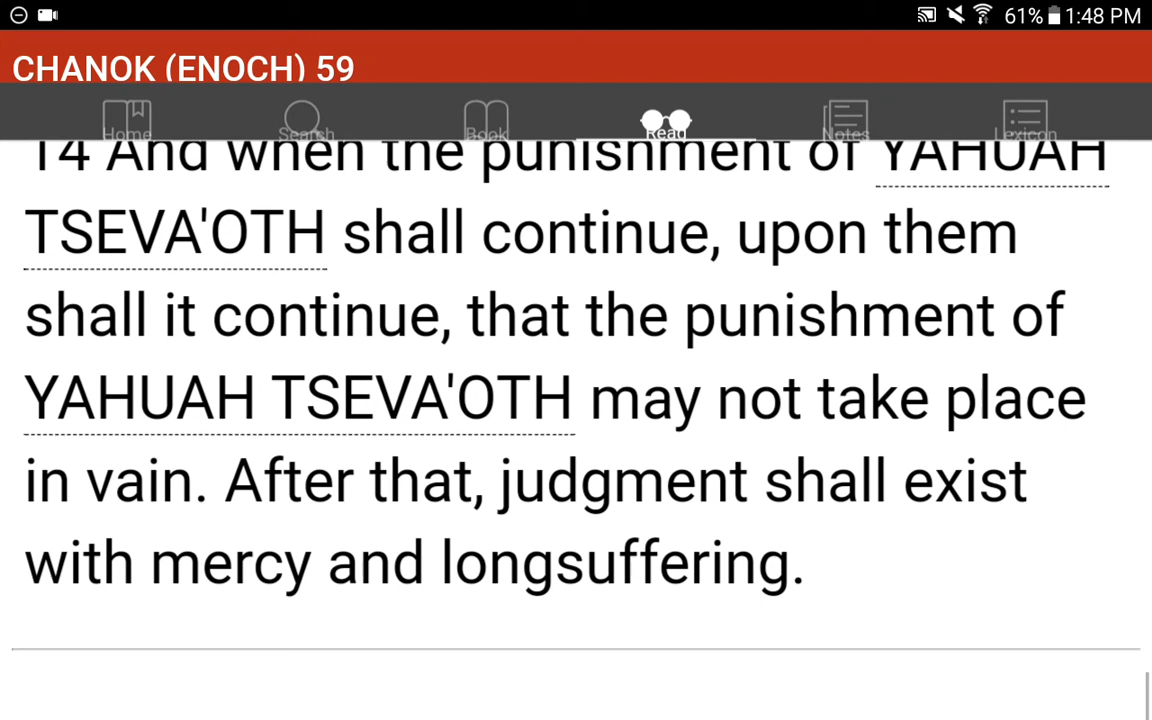 61% 1:48 PM
CHANOK (ENOCH) 59
Home Search Book Read Notes Lexicon
14 And when the punishment of YAHUAH
TSEVA'OTH shall continue, upon them
shall it continue, that the punishment of
YAHUAH TSEVA'OTH may not take place
in vain. After that, judgment shall exist
with mercy and longsuffering.